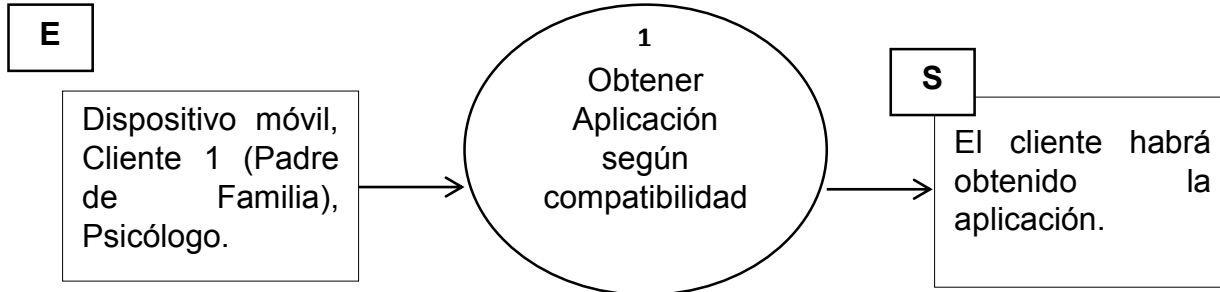 E
Dispositivo móvil,
Cliente 1 (Padre
de Familia),
Psicólogo.
1
Obtener
Aplicación
según
compatibilidad
S
El cliente habrá
obtenido la
aplicación.